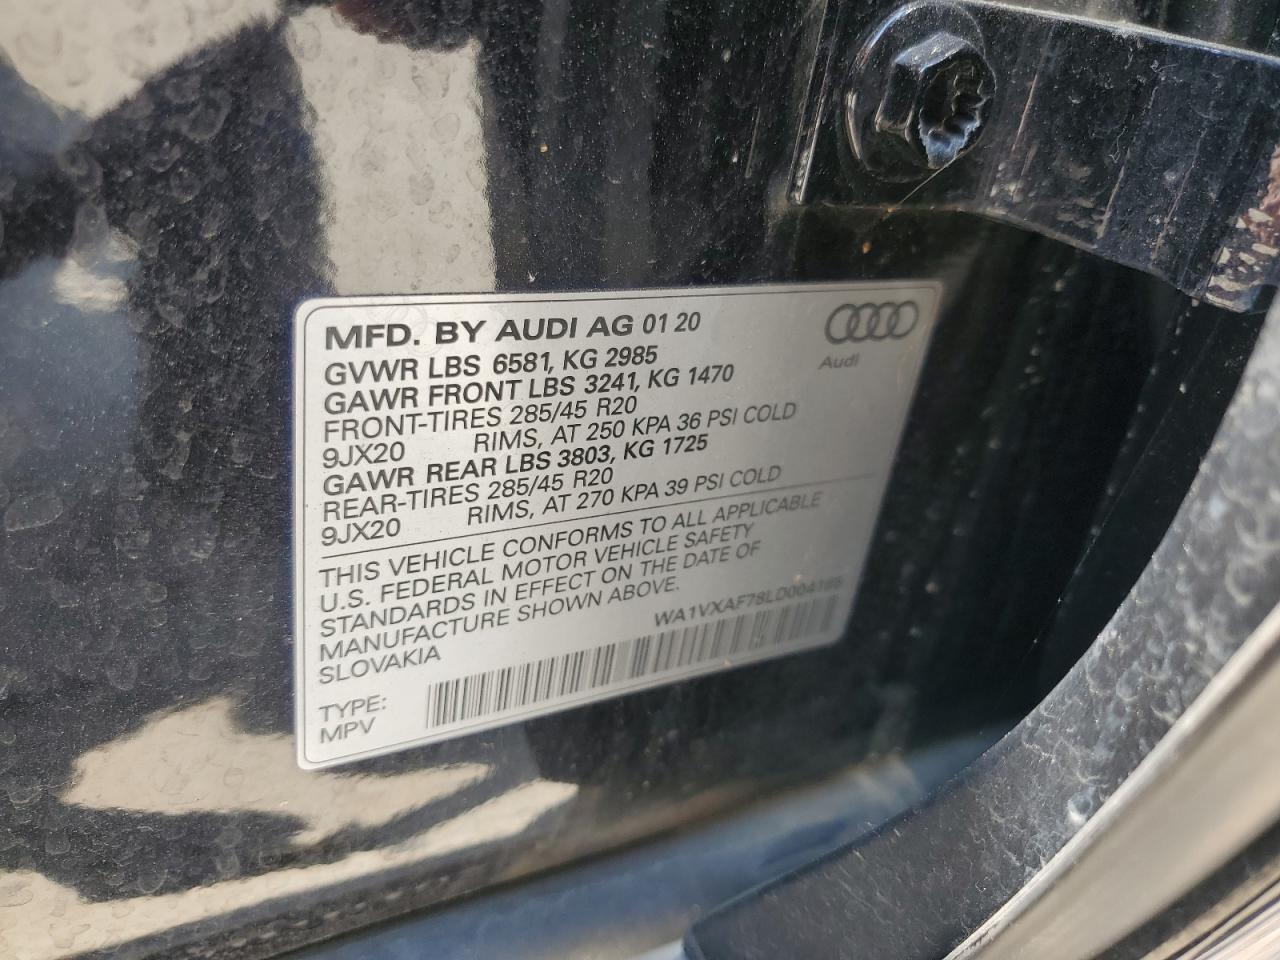 MFD. BY AUDI AG 01 20
Audi
GVWR LBS 6581, KG 2985
GAWR FRONT LBS 3241, KG 1470
FRONT-TIRES 285/45 R20
9JX20 RIMS, AT 250 KPA 36 PSI COLD
GAWR REAR LBS 3803, KG 1725
REAR-TIRES 285/45 R20
9JX20 RIMS, AT 270 KPA 39 PSI COLD
THIS VEHICLE CONFORMS TO ALL APPLICABLE
U.S. FEDERAL MOTOR VEHICLE SAFETY
STANDARDS IN EFFECT ON THE DATE OF
MANUFACTURE SHOWN ABOVE.
SLOVAKIA
TYPE:
MPV